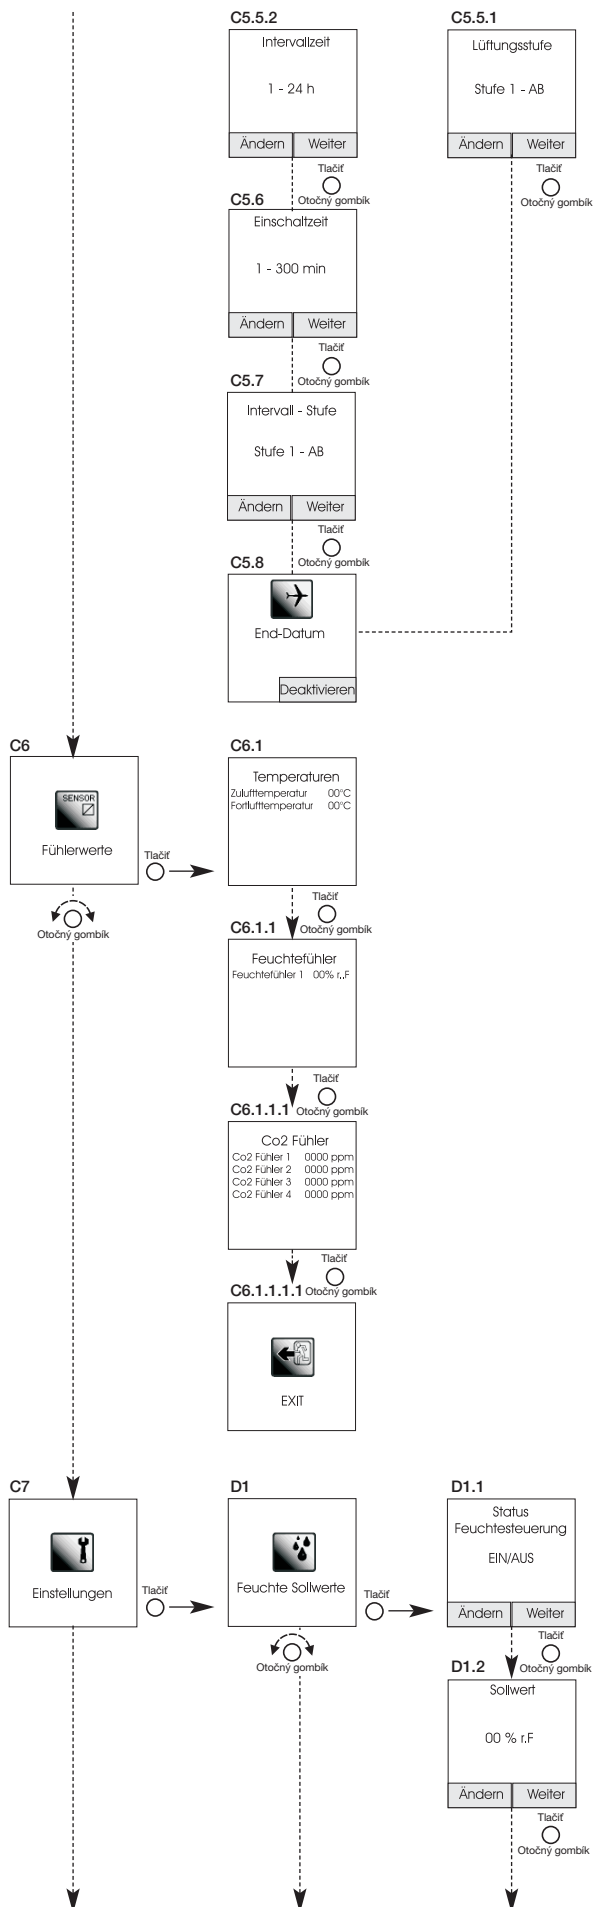 C5.5.2
Intervallzeit
1 - 24 h
Ändern Weiter
Tlačiť
Otočný gombík
C5.5.1
Lüftungsstufe
Stufe 1 - AB
Ändern Weiter
Tlačiť
Otočný gombík
C5.6
Einschaltzeit
1 - 300 min
Ändern Weiter
Tlačiť
Otočný gombík
C5.7
Intervall - Stufe
Stufe 1 - AB
Ändern Weiter
Tlačiť
Otočný gombík
C5.8
End-Datum
Deaktivieren
C6
SENSOR
Fühlerwerte
Tlačiť
Otočný gombík
C6.1
Temperaturen
Zulufttemperatur 00°C
Fortlufttemperatur 00°C
Tlačiť
Otočný gombík
C6.1.1
Feuchtefühler
Feuchtefühler 1 00% r,.F
Tlačiť
Otočný gombík
C6.1.1.1
Co2 Fühler
Co2 Fühler 1 0000 ppm
Co2 Fühler 2 0000 ppm
Co2 Fühler 3 0000 ppm
Co2 Fühler 4 0000 ppm
Tlačiť
Otočný gombík
C6.1.1.1.1
EXIT
C7
Einstellungen
Tlačiť
D1
Feuchte Sollwerte
Tlačiť
Otočný gombík
D1.1
Status
Feuchtesteuerung
EIN/AUS
Ändern Weiter
Tlačiť
Otočný gombík
D1.2
Sollwert
00 % r.F
Ändern Weiter
Tlačiť
Otočný gombík